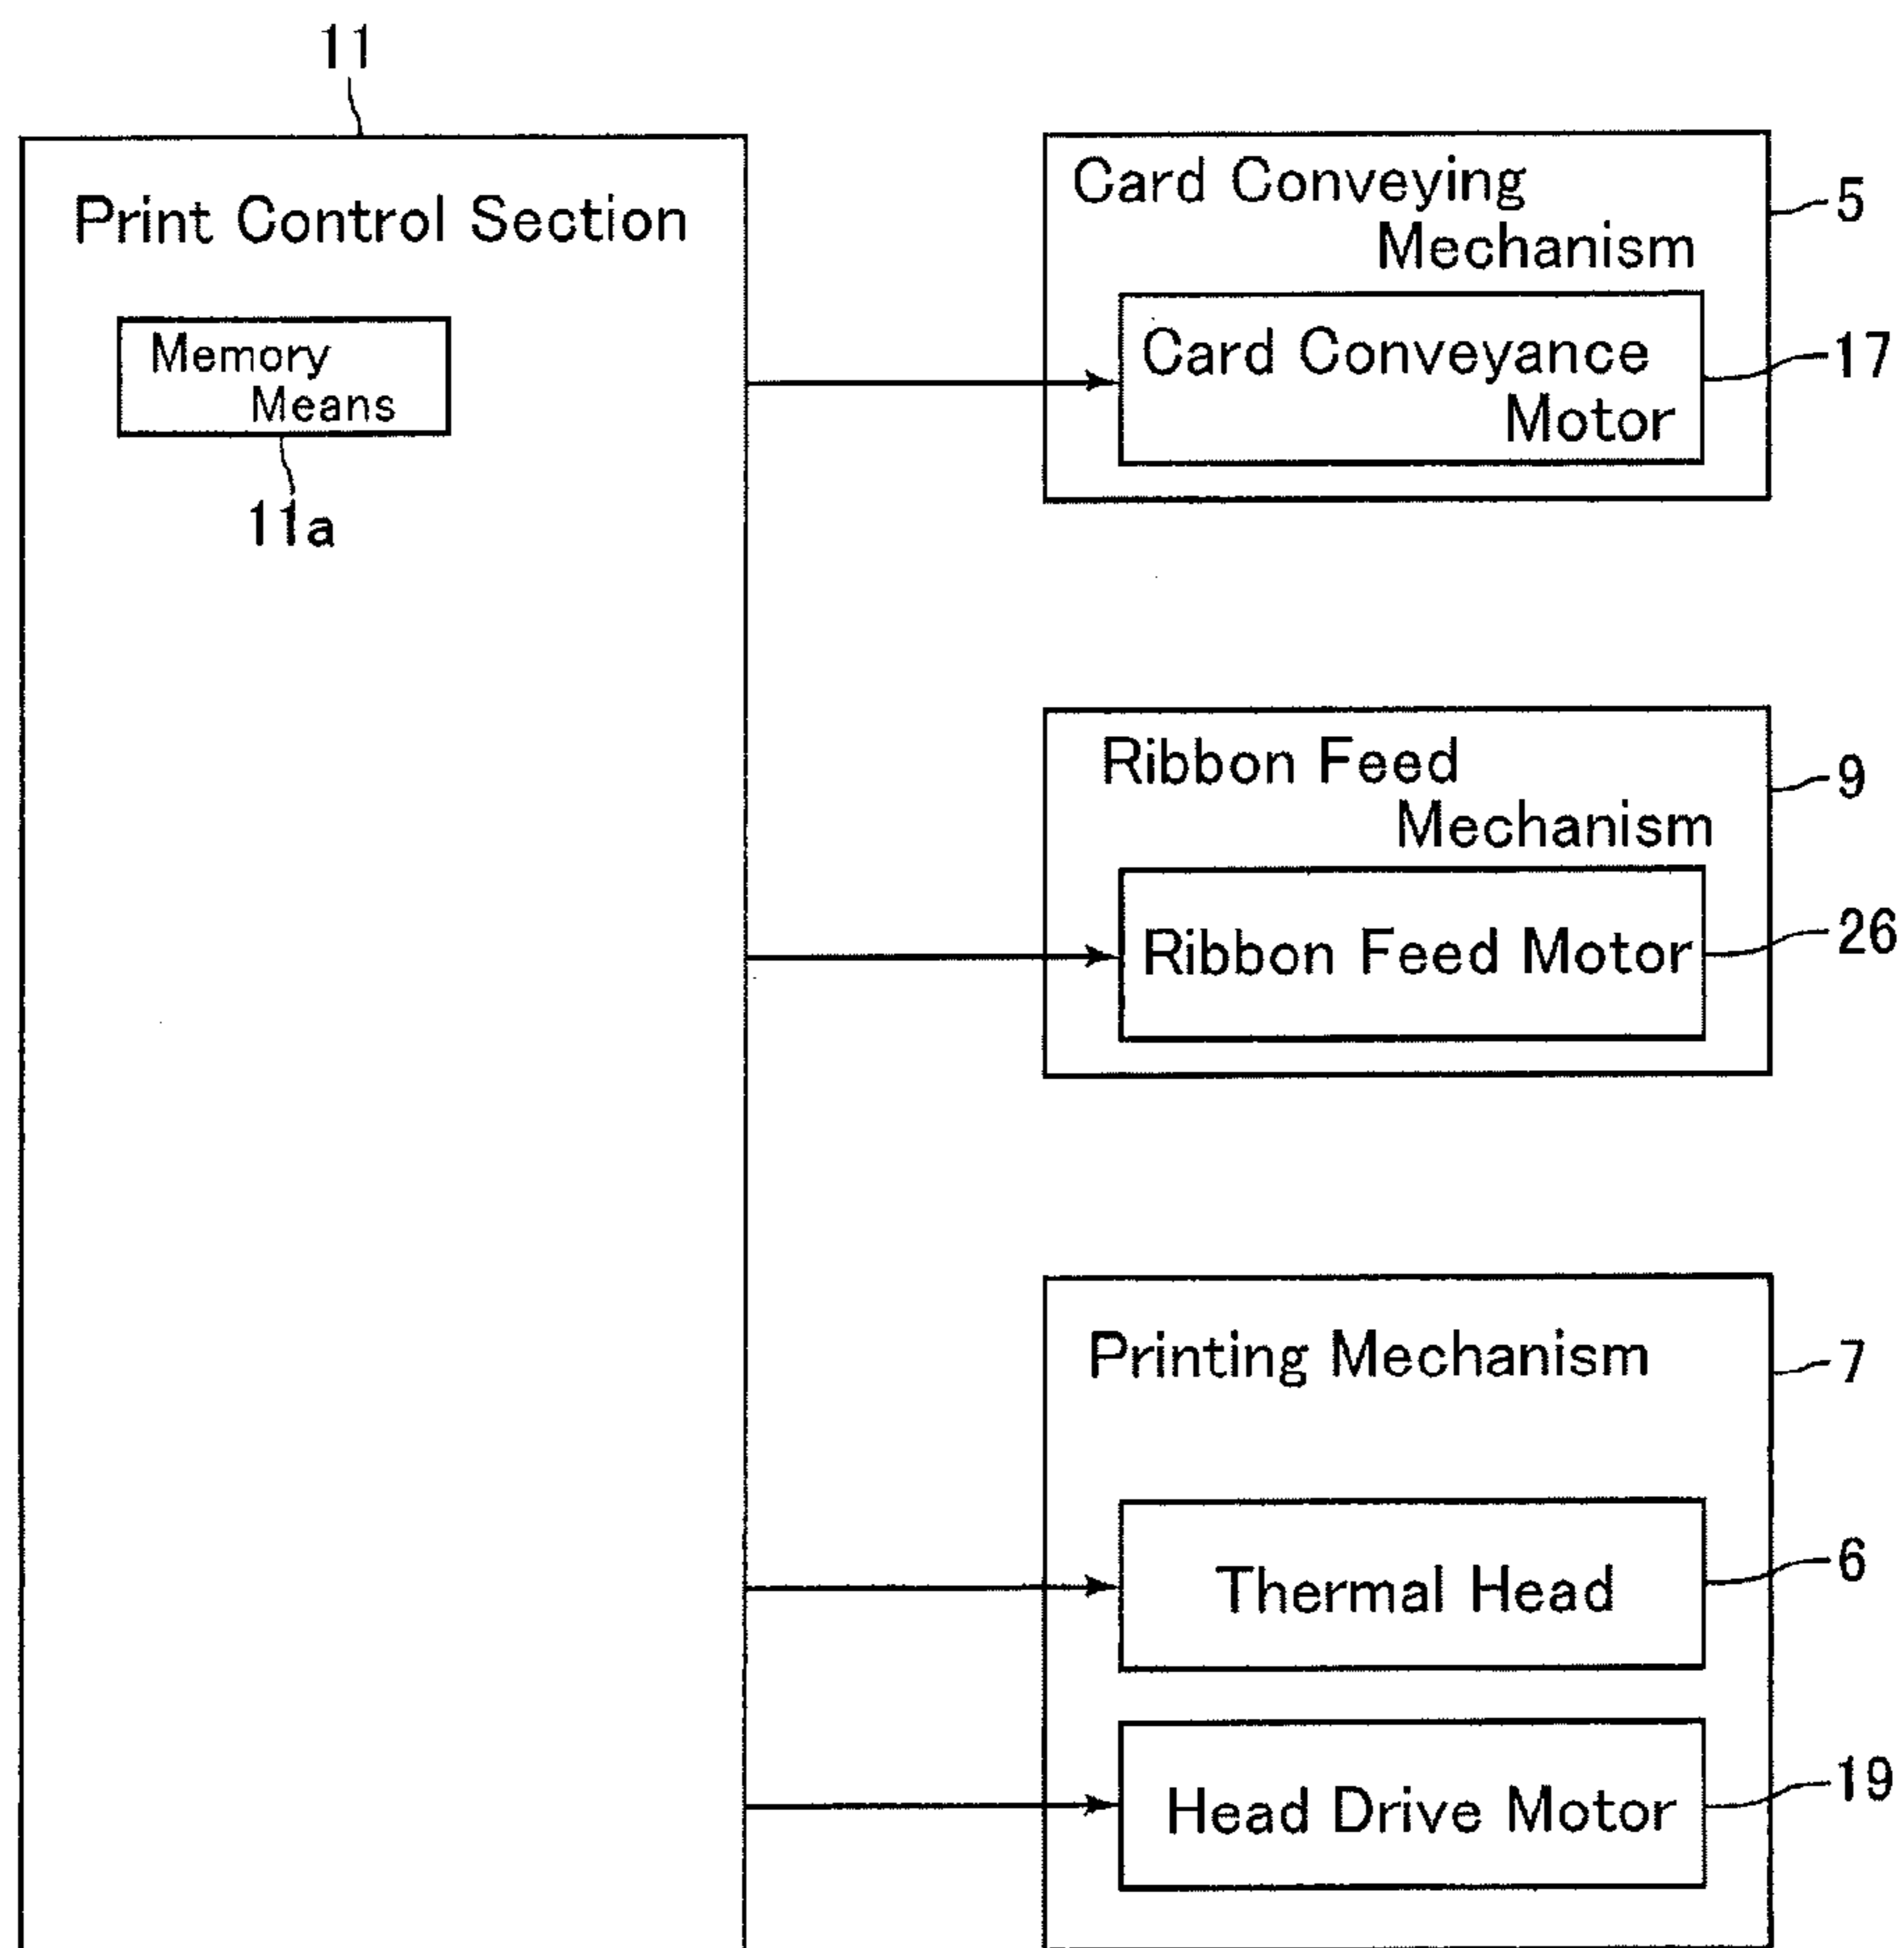 11
Print Control Section
Memory
Means
11a
Card Conveying
Mechanism
5
Card Conveyance
Motor
17
Ribbon Feed
Mechanism
9
Ribbon Feed Motor
26
Printing Mechanism
7
Thermal Head
6
Head Drive Motor
19